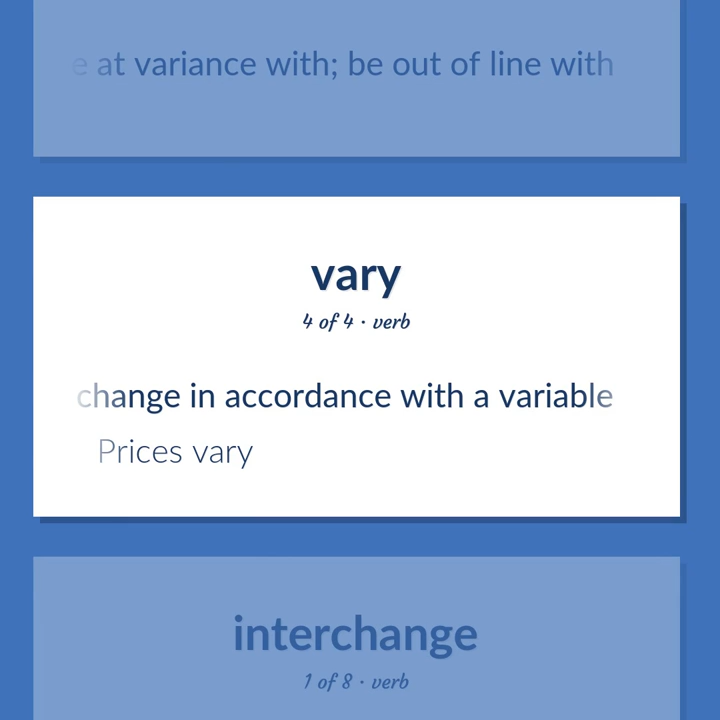 at variance with; be out of line with
vary
4 of 4 · verb
change in accordance with a variable
Prices vary
interchange
1 of 8 · verb